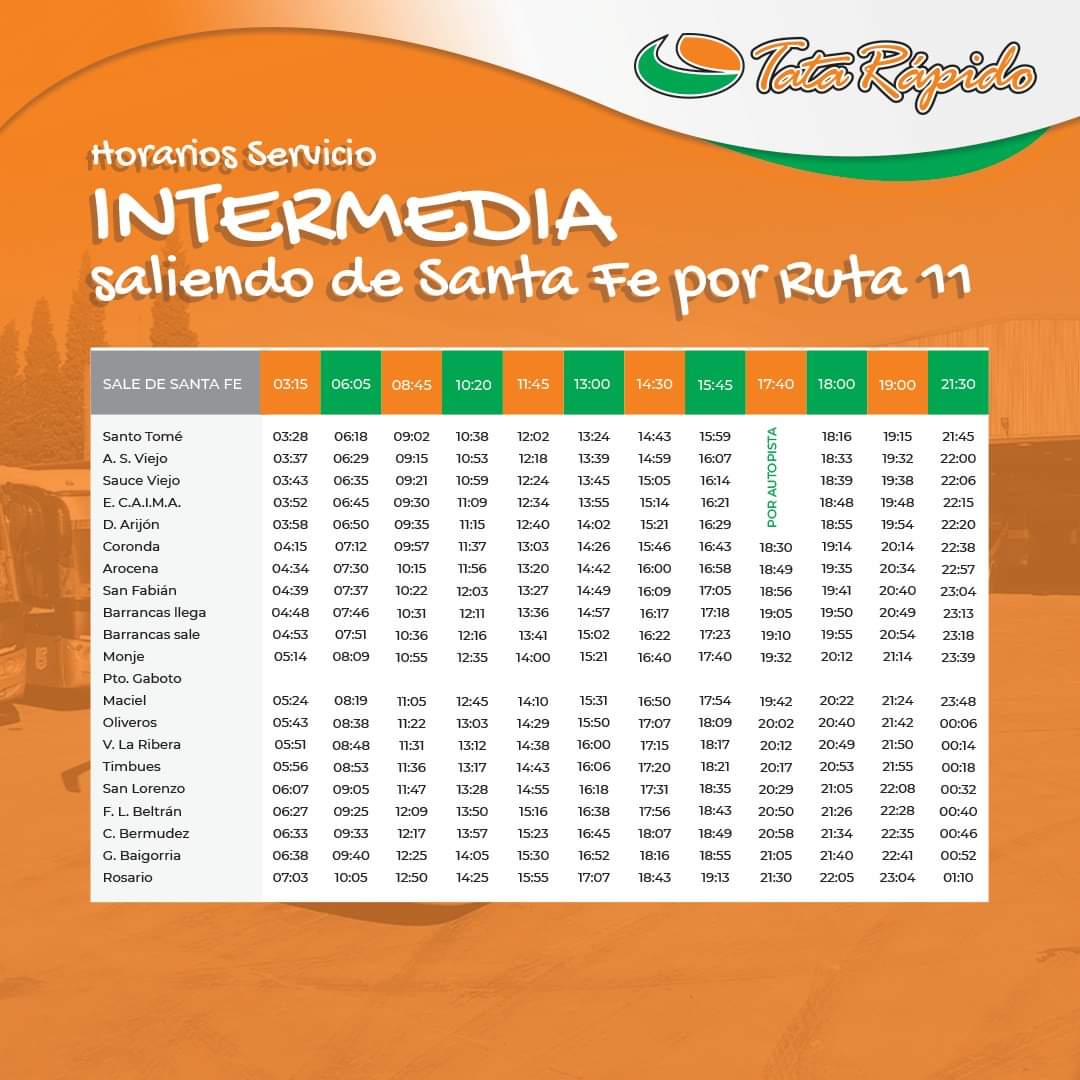 Tata Rápido
Horarios Servicio
INTERMEDIA
saliendo de Santa Fe por Ruta 11
SALE DE SANTA FE 03:15 06:05 08:45 10:20 11:45 13:00 14:30 15:45 17:40 18:00 19:00 21:30
POR AUTOPISTA
Santo Tomé 03:28 06:18 09:02 10:38 12:02 13:24 14:43 15:59 18:16 19:15 21:45
A. S. Viejo 03:37 06:29 09:15 10:53 12:18 13:39 14:59 16:07 18:33 19:32 22:00
Sauce Viejo 03:43 06:35 09:21 10:59 12:24 13:45 15:05 16:14 18:39 19:38 22:06
E. C.A.I.M.A. 03:52 06:45 09:30 11:09 12:34 13:55 15:14 16:21 18:48 19:48 22:15
D. Arijón 03:58 06:50 09:35 11:15 12:40 14:02 15:21 16:29 18:55 19:54 22:20
Coronda 04:15 07:12 09:57 11:37 13:03 14:26 15:46 16:43 18:30 19:14 20:14 22:38
Arocena 04:34 07:30 10:15 11:56 13:20 14:42 16:00 16:58 18:49 19:35 20:34 22:57
San Fabián 04:39 07:37 10:22 12:03 13:27 14:49 16:09 17:05 18:56 19:41 20:40 23:04
Barrancas llega 04:48 07:46 10:31 12:11 13:36 14:57 16:17 17:18 19:05 19:50 20:49 23:13
Barrancas sale 04:53 07:51 10:36 12:16 13:41 15:02 16:22 17:23 19:10 19:55 20:54 23:18
Monje 05:14 08:09 10:55 12:35 14:00 15:21 16:40 17:40 19:32 20:12 21:14 23:39
Pto. Gaboto
Maciel 05:24 08:19 11:05 12:45 14:10 15:31 16:50 17:54 19:42 20:22 21:24 23:48
Oliveros 05:43 08:38 11:22 13:03 14:29 15:50 17:07 18:09 20:02 20:40 21:42 00:06
V. La Ribera 05:51 08:48 11:31 13:12 14:38 16:00 17:15 18:17 20:12 20:49 21:50 00:14
Timbues 05:56 08:53 11:36 13:17 14:43 16:06 17:20 18:21 20:17 20:53 21:55 00:18
San Lorenzo 06:07 09:05 11:47 13:28 14:55 16:18 17:31 18:35 20:29 21:05 22:08 00:32
F. L. Beltrán 06:27 09:25 12:09 13:50 15:16 16:38 17:56 18:43 20:50 21:26 22:28 00:40
C. Bermudez 06:33 09:33 12:17 13:57 15:23 16:45 18:07 18:49 20:58 21:34 22:35 00:46
G. Baigorria 06:38 09:40 12:25 14:05 15:30 16:52 18:16 18:55 21:05 21:40 22:41 00:52
Rosario 07:03 10:05 12:50 14:25 15:55 17:07 18:43 19:13 21:30 22:05 23:04 01:10